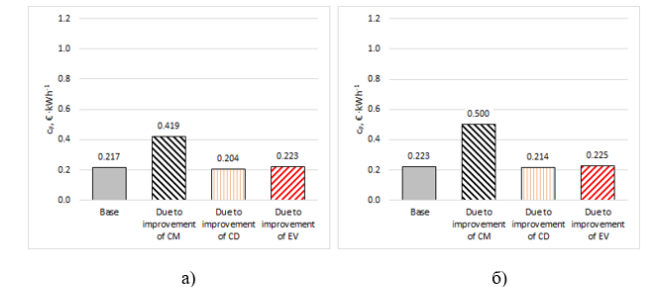 1.2
1.0
0.8
0.6
0.4
0.2
0.0
cₚ, € ·kWh⁻¹
0.217
0.419
0.204
0.223
Base
Due to improvement of CM
Due to improvement of CD
Due to improvement of EV
а)
1.2
1.0
0.8
0.6
0.4
0.2
0.0
cₚ, € ·kWh⁻¹
0.223
0.500
0.214
0.225
Base
Due to improvement of CM
Due to improvement of CD
Due to improvement of EV
б)